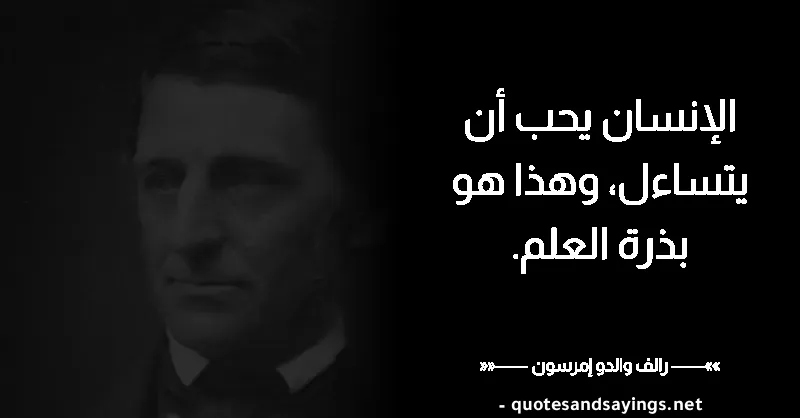 الإنسان يحب أن
يتساءل، وهذا هو
بذرة العلم.
»»——— رالف والدو إمرسون ———««
- quotesandsayings.net